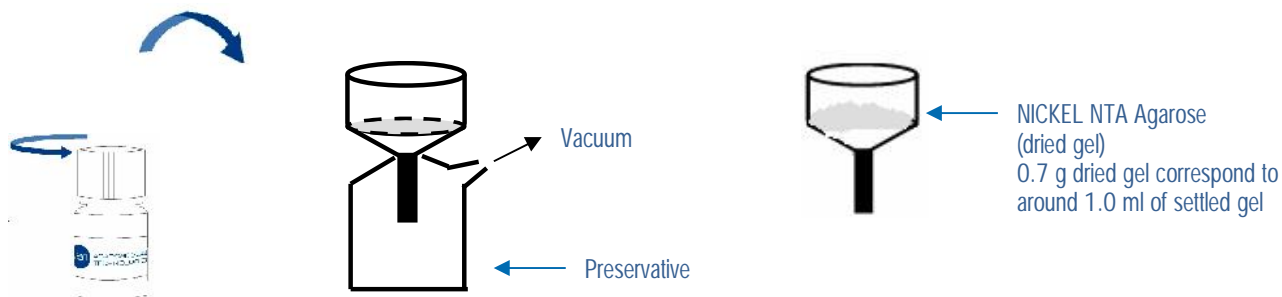 Vacuum
Preservative
NICKEL NTA Agarose
(dried gel)
0.7 g dried gel correspond to
around 1.0 ml of settled gel